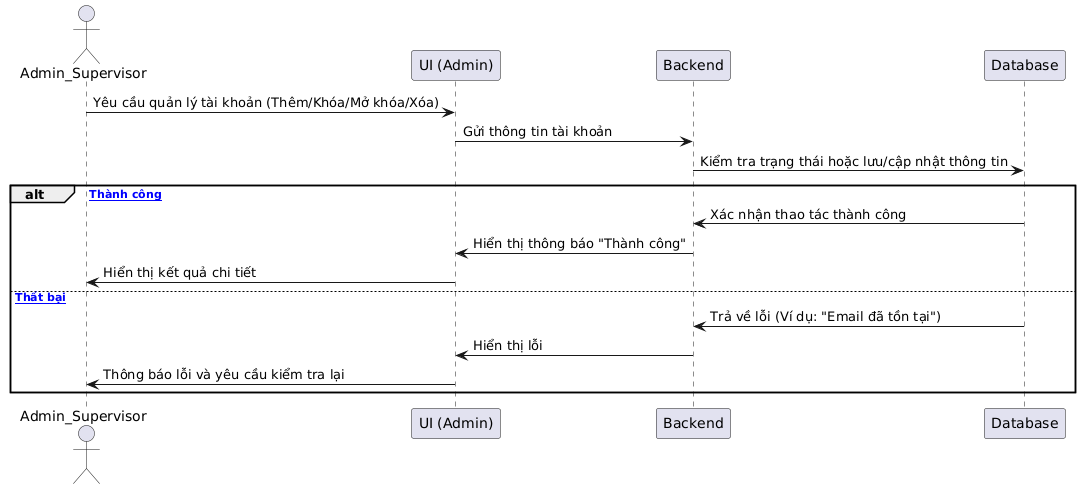 Admin_Supervisor
UI (Admin)
Backend
Database
Yêu cầu quản lý tài khoản (Thêm/Khóa/Mở khóa/Xóa)
Gửi thông tin tài khoản
Kiểm tra trạng thái hoặc lưu/cập nhật thông tin
alt
Thành công
Xác nhận thao tác thành công
Hiển thị thông báo "Thành công"
Hiển thị kết quả chi tiết
Thất bại
Trả về lỗi (Ví dụ: "Email đã tồn tại")
Hiển thị lỗi
Thông báo lỗi và yêu cầu kiểm tra lại
Admin_Supervisor
UI (Admin)
Backend
Database